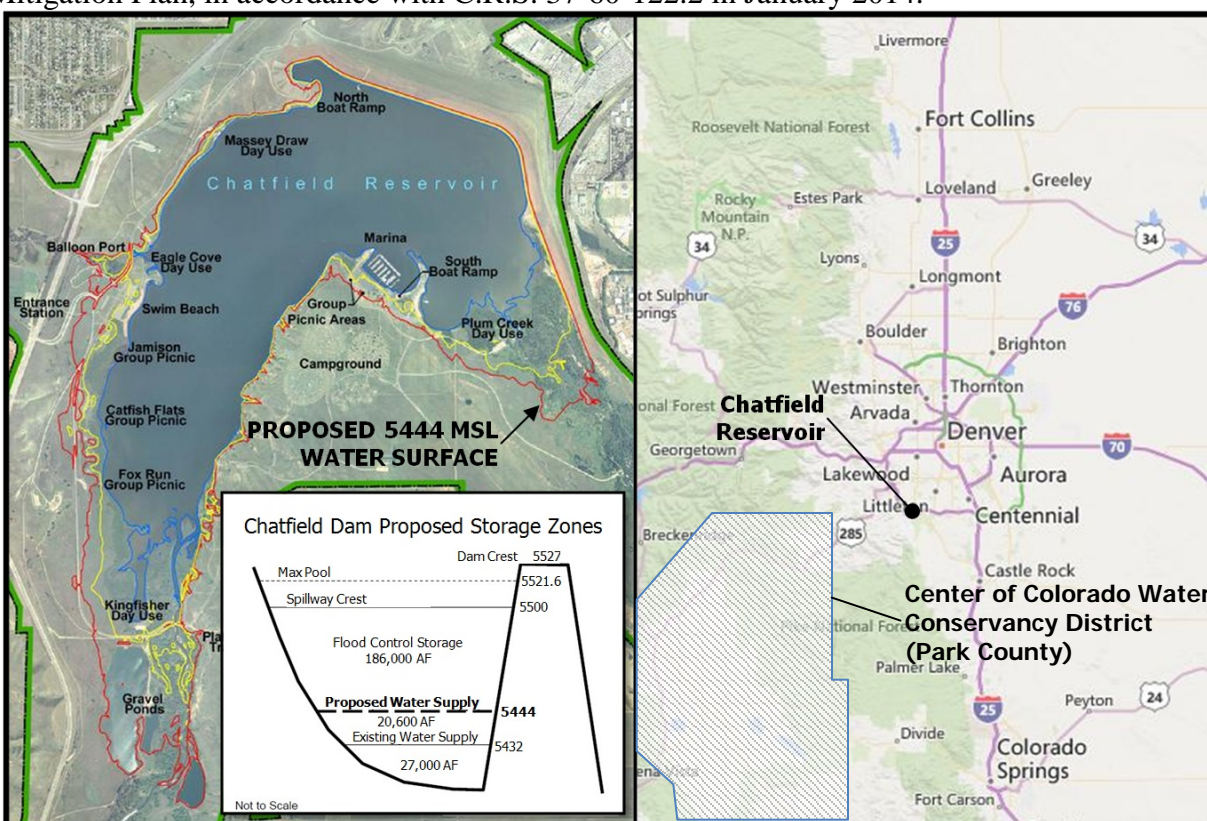 Mitigation Plan, in accordance with C.R.S. 37-60-122.2 in January 2014.
North
Boat Ramp
Massey Draw
Day Use
Chatfield Reservoir
Balloon Port
Eagle Cove
Day Use
Marina
South
Boat Ramp
Entrance
Station
Swim Beach
Group
Picnic Areas
Plum Creek
Day Use
Jamison
Group Picnic
Campground
Catfish Flats
Group Picnic
PROPOSED 5444 MSL
WATER SURFACE
Fox Run
Group Picnic
Kingfisher
Day Use
Gravel
Ponds
Chatfield Dam Proposed Storage Zones
Dam Crest 5527
Max Pool
5521.6
Spillway Crest
5500
Flood Control Storage
186,000 AF
Proposed Water Supply
5444
20,600 AF
Existing Water Supply
5432
27,000 AF
Not to Scale
Livermore
Fort Collins
Roosevelt National Forest
Loveland
Greeley
Estes Park
Rocky
Mountain
N.P.
34
25
34
Lyons
Longmont
ot Sulphur
prings
76
Boulder
Brighton
Westminster
Thornton
onal Forest
Chatfield
Reservoir
Arvada
Denver
Georgetown
70
Lakewood
Aurora
Centennial
285
Castle Rock
Center of Colorado Water
Conservancy District
(Park County)
National Fores
Palmer Lake
Peyton
24
25
Divide
Colorado
Springs
Fort Carson